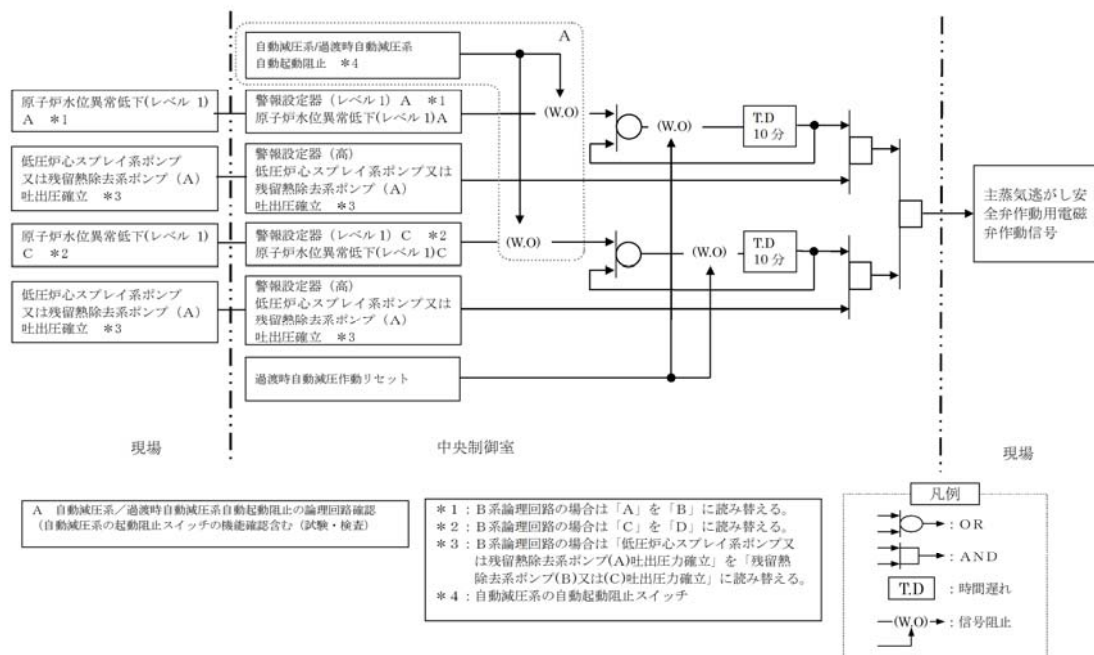 A
自動減圧系/過渡時自動減圧系
自動起動阻止 *4
原子炉水位異常低下(レベル 1)
A *1
警報設定器（レベル1）A *1
原子炉水位異常低下(レベル1)A
(W.O)
(W.O)
T.D
10分
低圧炉心スプレイ系ポンプ
又は残留熱除去系ポンプ（A）
吐出圧確立 *3
警報設定器（高）
低圧炉心スプレイ系ポンプ又は
残留熱除去系ポンプ（A）
吐出圧確立 *3
主蒸気逃がし安
全弁作動用電磁
弁作動信号
原子炉水位異常低下(レベル 1)
C *2
警報設定器（レベル1）C *2
原子炉水位異常低下(レベル1)C
(W.O)
(W.O)
T.D
10分
低圧炉心スプレイ系ポンプ
又は残留熱除去系ポンプ（A）
吐出圧確立 *3
警報設定器（高）
低圧炉心スプレイ系ポンプ又は
残留熱除去系ポンプ（A）
吐出圧確立 *3
過渡時自動減圧作動リセット
現場
中央制御室
現場
A 自動減圧系／過渡時自動減圧系自動起動阻止の論理回路確認
（自動減圧系の起動阻止スイッチの機能確認含む（試験・検査）
*1：B系論理回路の場合は「A」を「B」に読み替える。
*2：B系論理回路の場合は「C」を「D」に読み替える。
*3：B系論理回路の場合は「低圧炉心スプレイ系ポンプ又
は残留熱除去系ポンプ(A)吐出圧力確立」を「残留熱
除去系ポンプ(B)又は(C)吐出圧力確立」に読み替える。
*4：自動減圧系の自動起動阻止スイッチ
凡例
：OR
：AND
T.D ：時間遅れ
(W.O) ：信号阻止